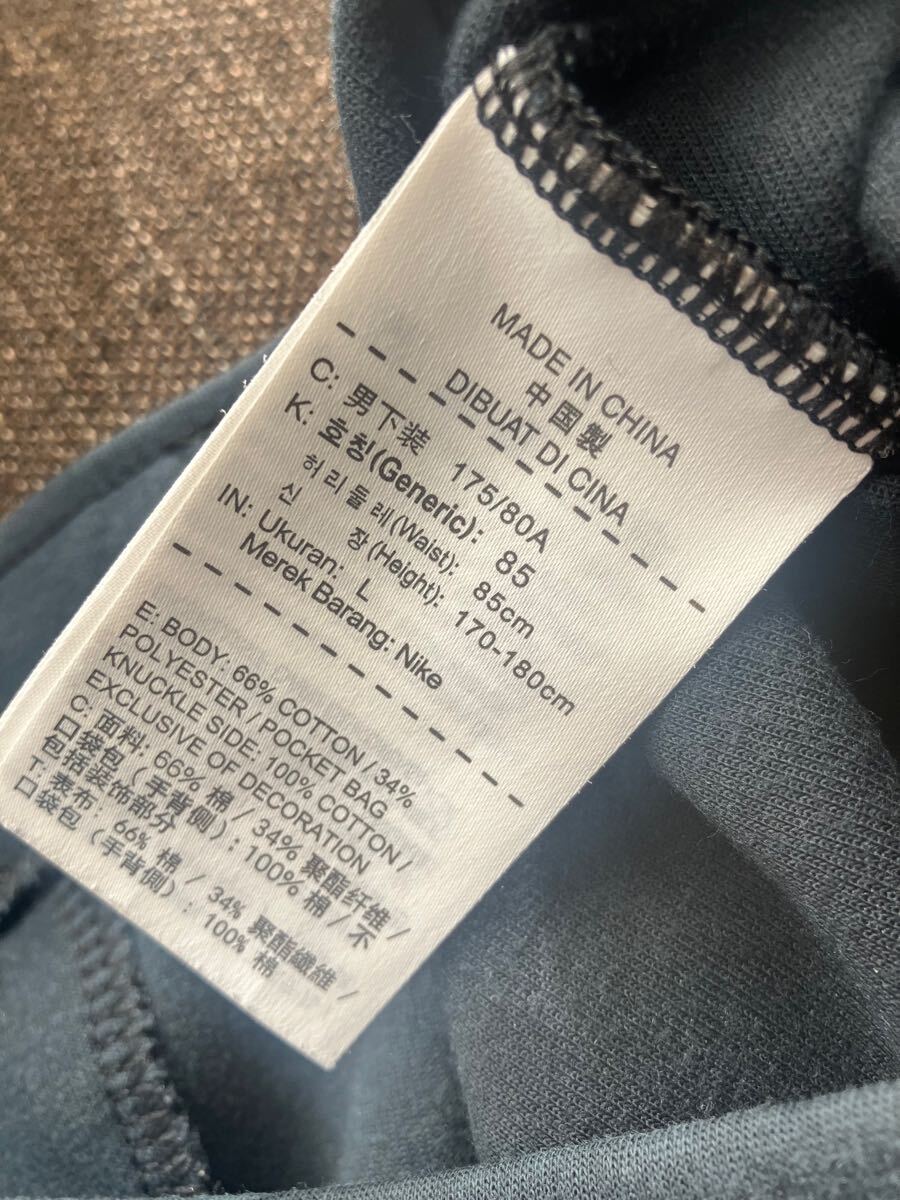 MADE IN CHINA
中国製
DIBUAT DI CINA
C: 男下装 175/80A
K: 호칭(Generic): 85
허리둘레(Waist): 85cm
신 장(Height): 170-180cm
IN: Ukuran: L
Merek Barang: Nike
E: BODY: 66% COTTON / 34%
POLYESTER / POCKET BAG
KNUCKLE SIDE: 100% COTTON /
EXCLUSIVE OF DECORATION
C: 面料: 66% 棉 / 34% 聚酯纤维 /
口袋包 (手背侧) : 100% 棉 / 不
包括装饰部分
T: 表布: 66% 棉 / 34% 聚酯纖維 /
口袋包 (手背側) : 100% 棉